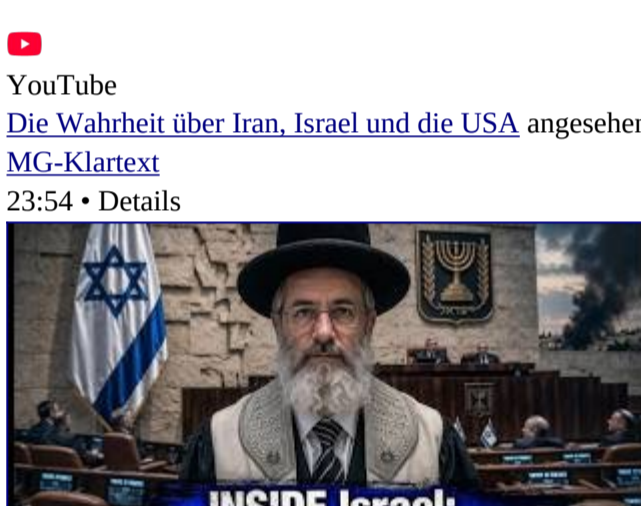 YouTube
Die Wahrheit über Iran, Israel und die USA angesehen
MG-Klartext
23:54 • Details
INSIDE Israel: